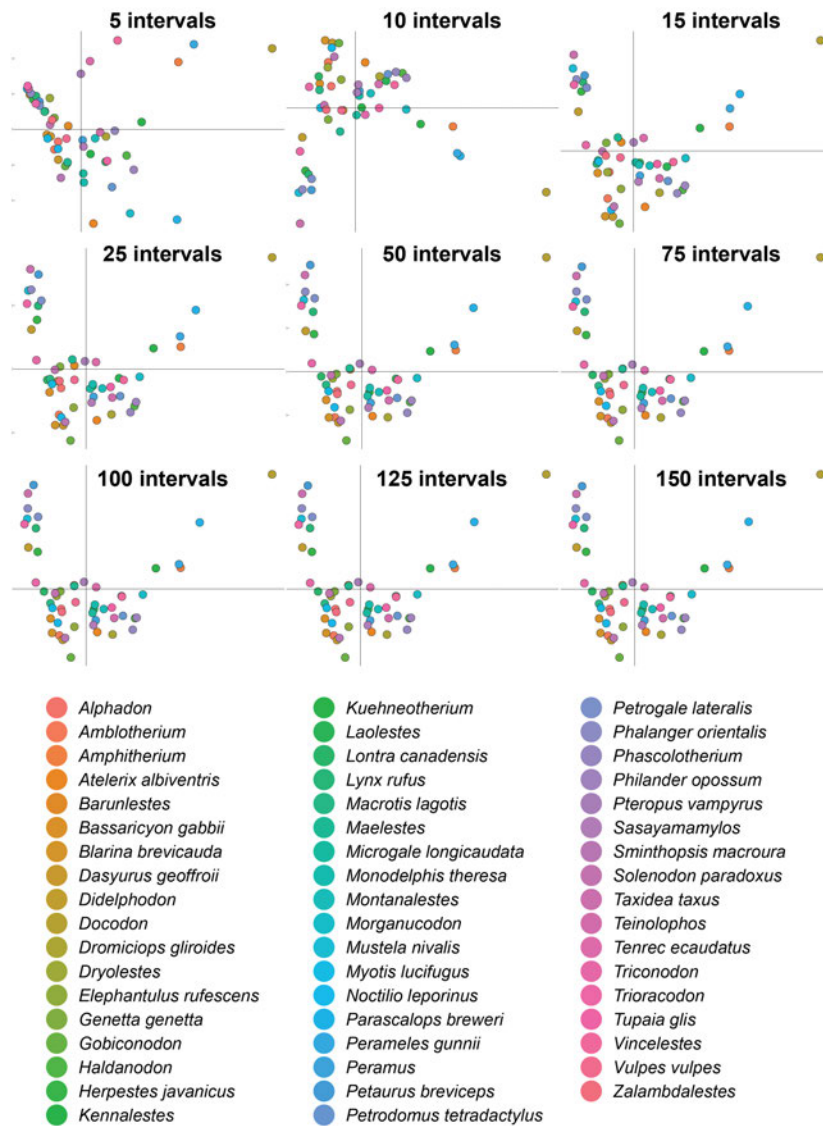 5 intervals
10 intervals
15 intervals
25 intervals
50 intervals
75 intervals
100 intervals
125 intervals
150 intervals
Alphadon
Amblotherium
Amphitherium
Atelerix albiventris
Barunlestes
Bassaricyon gabbii
Blarina brevicauda
Dasyurus geoffroii
Didelphodon
Docodon
Dromiciops gliroides
Dryolestes
Elephantulus rufescens
Genetta genetta
Gobiconodon
Haldanodon
Herpestes javanicus
Kennalestes
Kuehneotherium
Laolestes
Lontra canadensis
Lynx rufus
Macrotis lagotis
Maelestes
Microgale longicaudata
Monodelphis theresa
Montanalestes
Morganucodon
Mustela nivalis
Myotis lucifugus
Noctilio leporinus
Parascalops breweri
Perameles gunnii
Peramus
Petaurus breviceps
Petrodomus tetradactylus
Petrogale lateralis
Phalanger orientalis
Phascolotherium
Philander opossum
Pteropus vampyrus
Sasayamamylos
Sminthopsis macroura
Solenodon paradoxus
Taxidea taxus
Teinolophos
Tenrec ecaudatus
Triconodon
Trioracodon
Tupaia glis
Vincelestes
Vulpes vulpes
Zalambdalestes